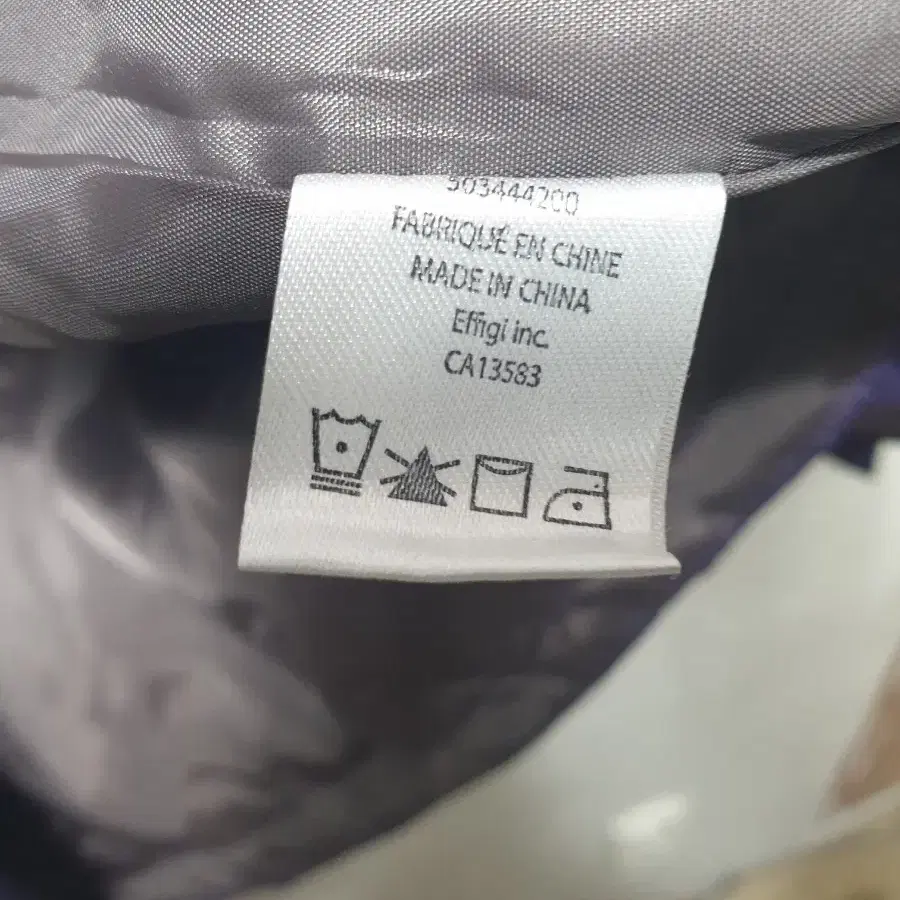 303444200
FABRIQUÉ EN CHINE
MADE IN CHINA
Effigi inc.
CA13583